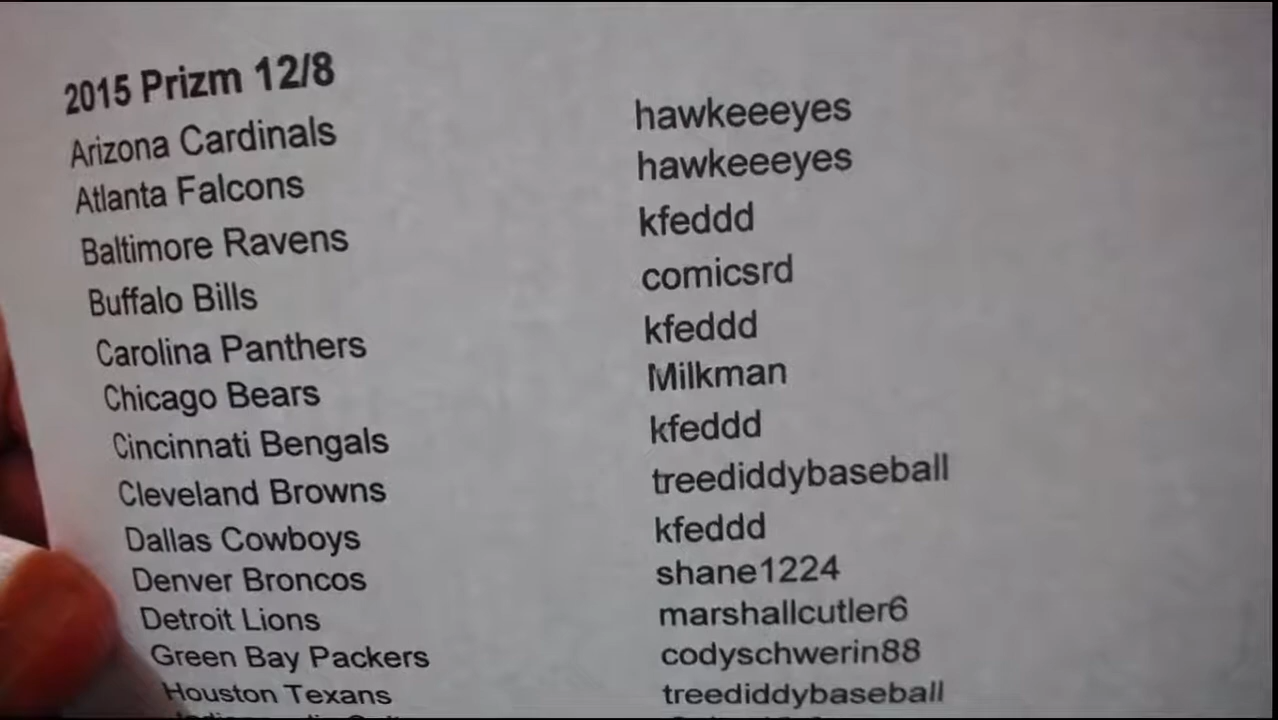 2015 Prizm 12/8
Arizona Cardinals hawkeeeyes
Atlanta Falcons hawkeeeyes
Baltimore Ravens kfeddd
Buffalo Bills comicsrd
Carolina Panthers kfeddd
Chicago Bears Milkman
Cincinnati Bengals kfeddd
Cleveland Browns treediddybaseball
Dallas Cowboys kfeddd
Denver Broncos shane1224
Detroit Lions marshallcutler6
Green Bay Packers codyschwerin88
Houston Texans treediddybaseball